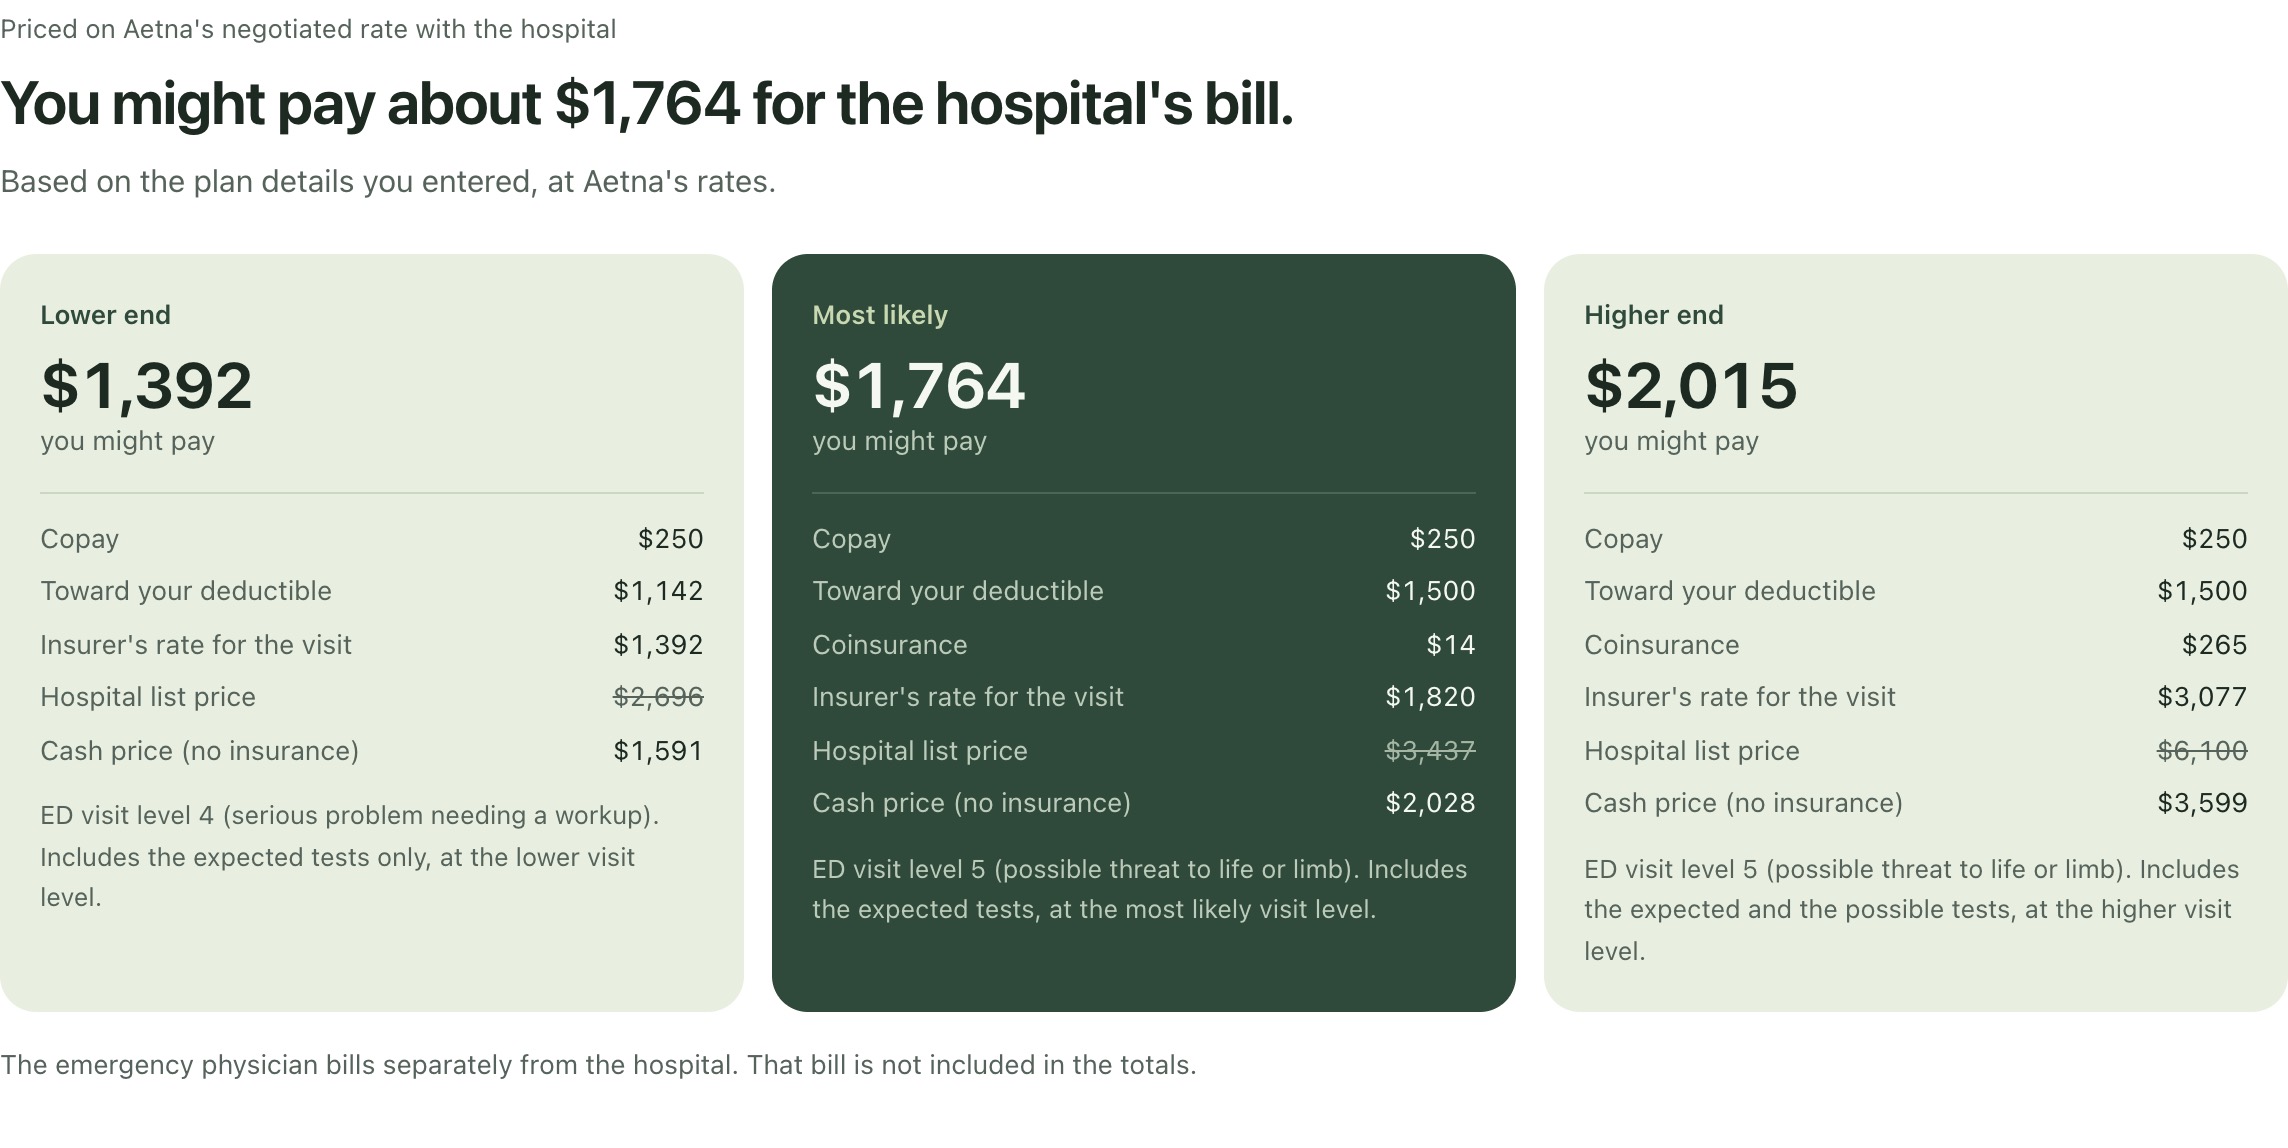 Priced on Aetna's negotiated rate with the hospital
You might pay about $1,764 for the hospital's bill.
Based on the plan details you entered, at Aetna's rates.
Lower end
$1,392
you might pay
Copay $250
Toward your deductible $1,142
Insurer's rate for the visit $1,392
Hospital list price $2,696
Cash price (no insurance) $1,591
ED visit level 4 (serious problem needing a workup).
Includes the expected tests only, at the lower visit
level.
Most likely
$1,764
you might pay
Copay $250
Toward your deductible $1,500
Coinsurance $14
Insurer's rate for the visit $1,820
Hospital list price $3,437
Cash price (no insurance) $2,028
ED visit level 5 (possible threat to life or limb). Includes
the expected tests, at the most likely visit level.
Higher end
$2,015
you might pay
Copay $250
Toward your deductible $1,500
Coinsurance $265
Insurer's rate for the visit $3,077
Hospital list price $6,100
Cash price (no insurance) $3,599
ED visit level 5 (possible threat to life or limb). Includes
the expected and the possible tests, at the higher visit
level.
The emergency physician bills separately from the hospital. That bill is not included in the totals.